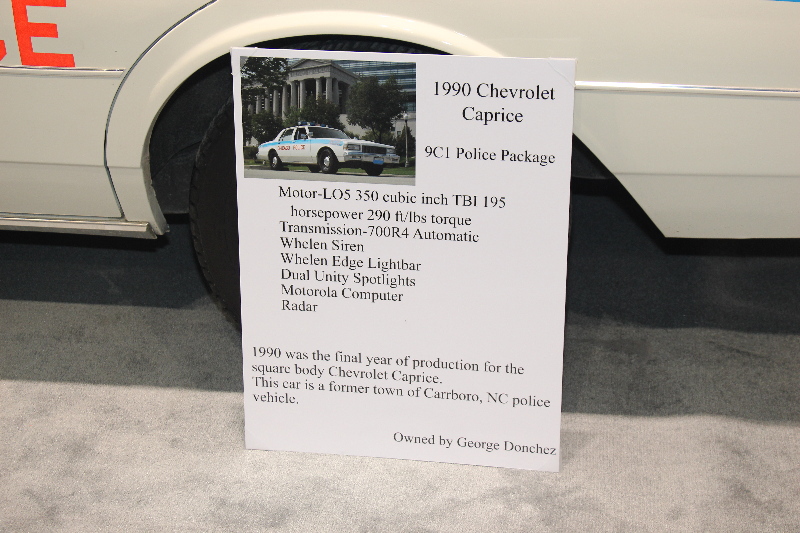 CE
1990 Chevrolet
Caprice
9C1 Police Package
Motor-LO5 350 cubic inch TBI 195
horsepower 290 ft/lbs torque
Transmission-700R4 Automatic
Whelen Siren
Whelen Edge Lightbar
Dual Unity Spotlights
Motorola Computer
Radar
1990 was the final year of production for the
square body Chevrolet Caprice.
This car is a former town of Carrboro, NC police
vehicle.
Owned by George Donchez